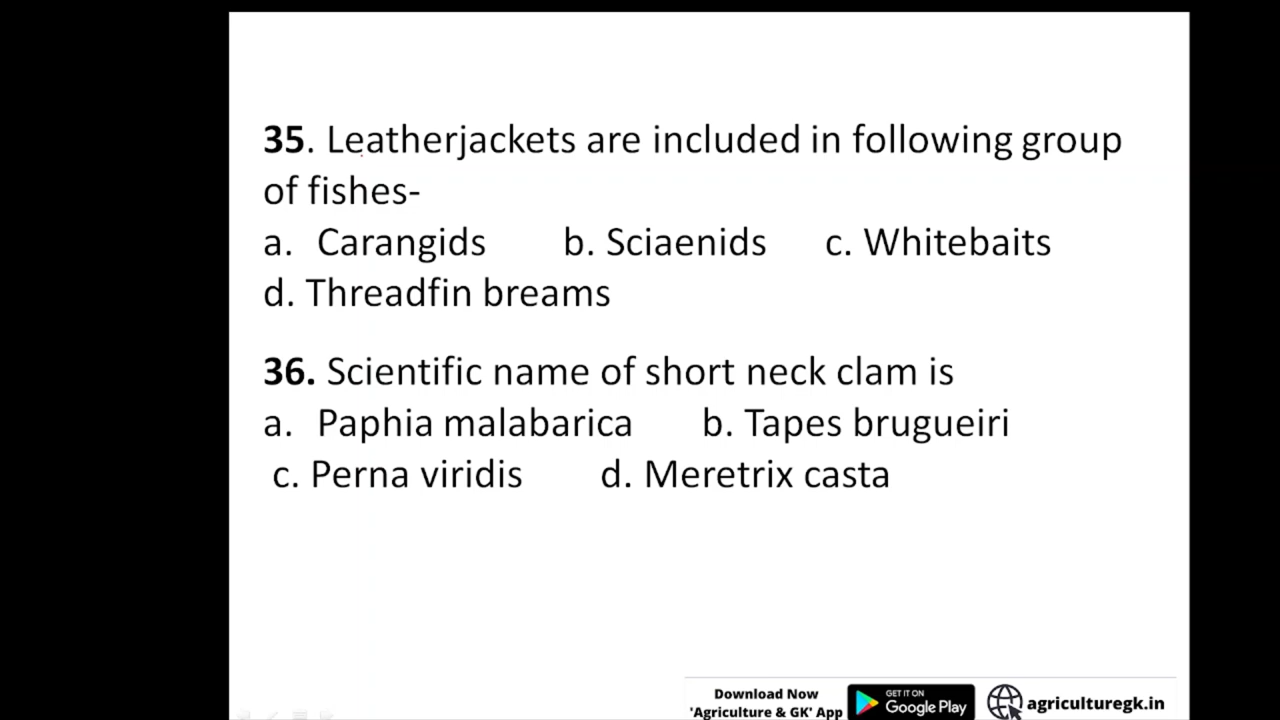 35. Leatherjackets are included in following group
of fishes-
a. Carangids b. Sciaenids c. Whitebaits
d. Threadfin breams
36. Scientific name of short neck clam is
a. Paphia malabarica b. Tapes brugueiri
c. Perna viridis d. Meretrix casta
Download Now
'Agriculture & GK' App
GET IT ON
Google Play
agriculturegk.in